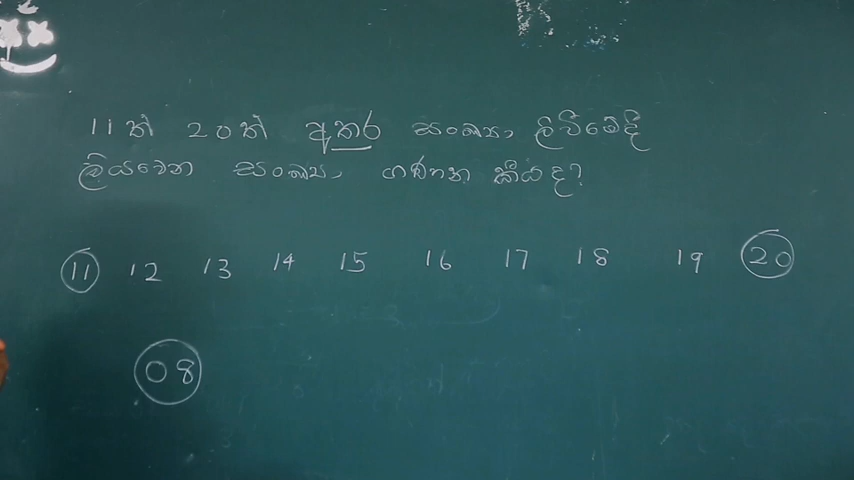 11ත් 20ත් අතර සංඛ්‍යා ලිවීමේදී
ලියවෙන සංඛ්‍යා ගණන කීයද?
11 12 13 14 15 16 17 18 19 20
08